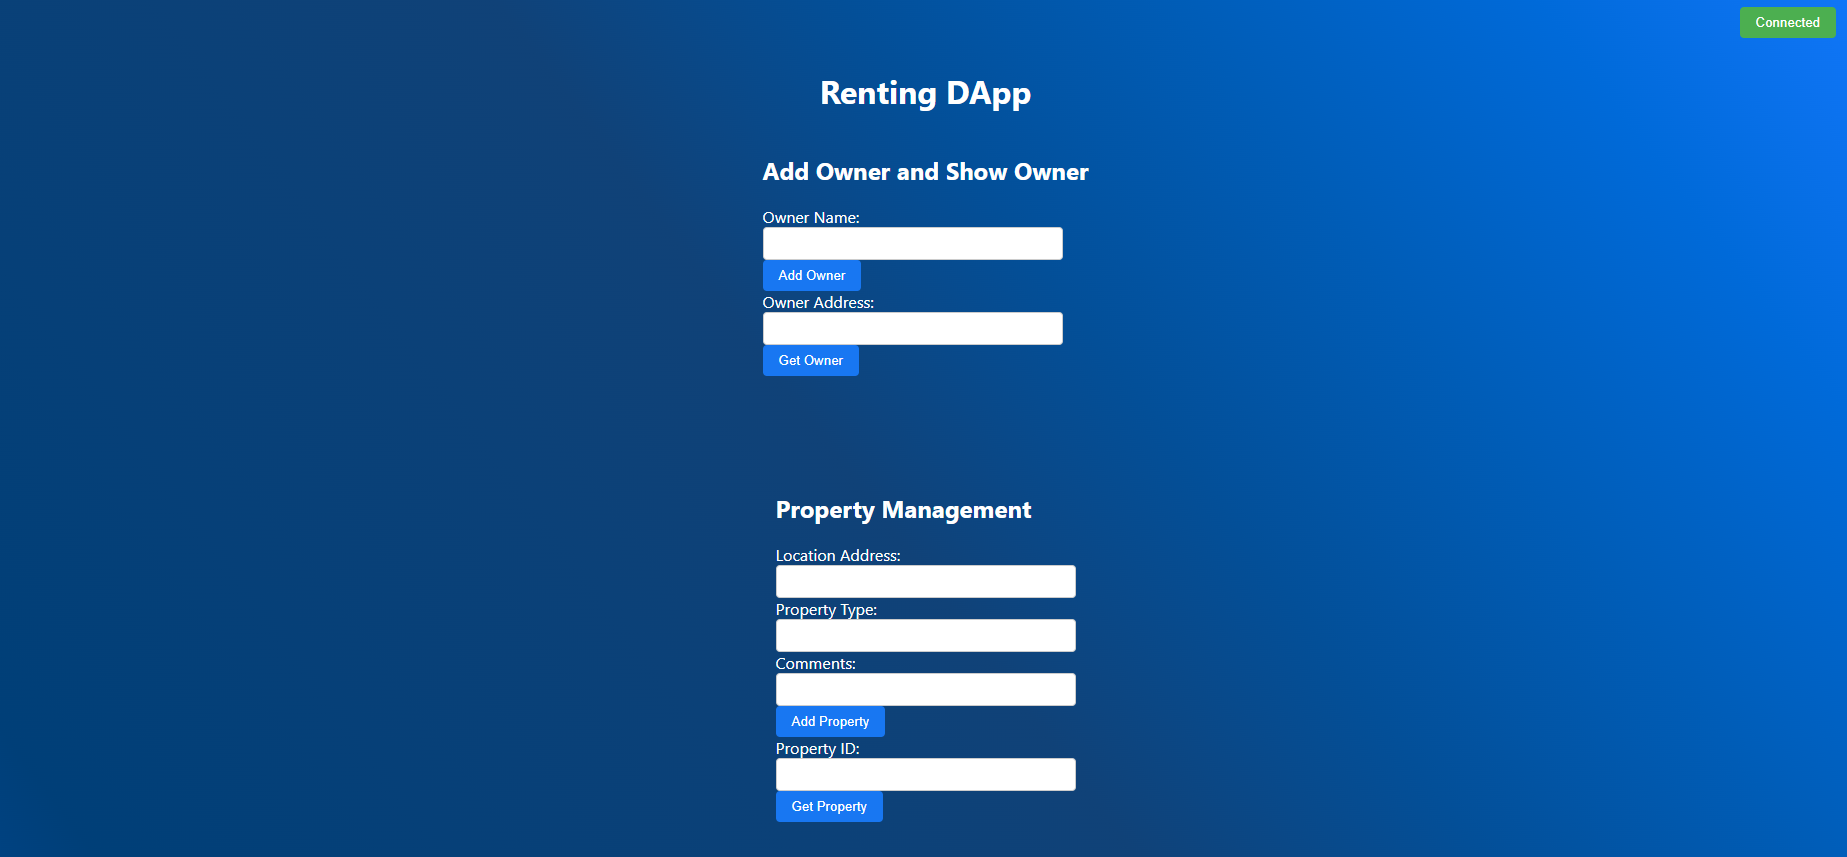 Connected
Renting DApp
Add Owner and Show Owner
Owner Name:
Add Owner
Owner Address:
Get Owner
Property Management
Location Address:
Property Type:
Comments:
Add Property
Property ID:
Get Property